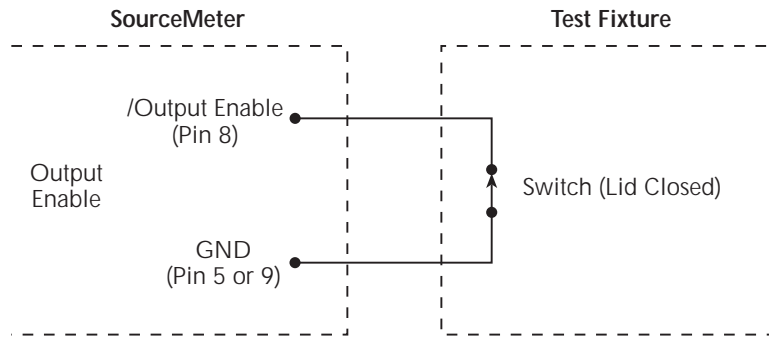 SourceMeter
Test Fixture
/Output Enable
(Pin 8)
Output
Enable
Switch (Lid Closed)
GND
(Pin 5 or 9)